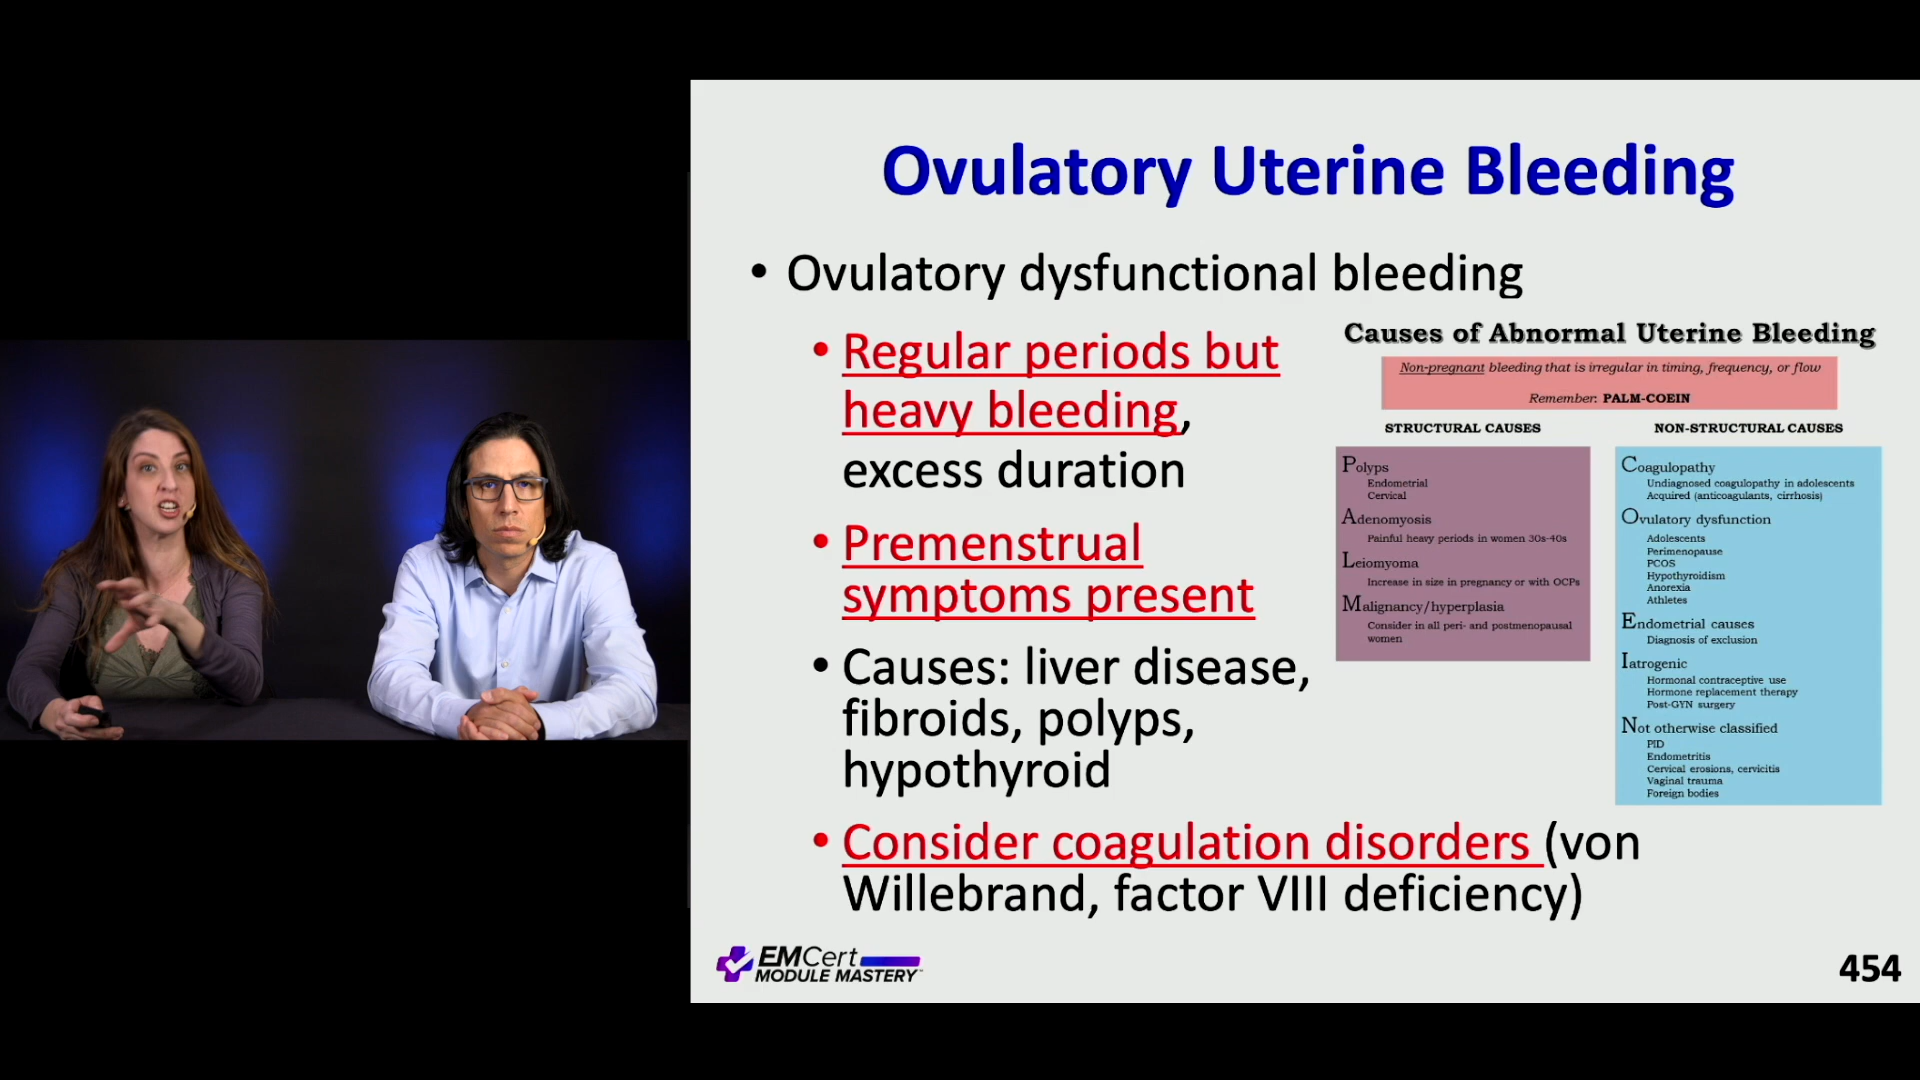 Ovulatory Uterine Bleeding
• Ovulatory dysfunctional bleeding
• Regular periods but
heavy bleeding,
excess duration
• Premenstrual
symptoms present
• Causes: liver disease,
fibroids, polyps,
hypothyroid
• Consider coagulation disorders (von
Willebrand, factor VIII deficiency)
Causes of Abnormal Uterine Bleeding
Non-pregnant bleeding that is irregular in timing, frequency, or flow
Remember: PALM-COEIN
STRUCTURAL CAUSES
Polyps
Endometrial
Cervical
Adenomyosis
Painful heavy periods in women 30s-40s
Leiomyoma
Increase in size in pregnancy or with OCPs
Malignancy/hyperplasia
Consider in all peri- and postmenopausal
women
NON-STRUCTURAL CAUSES
Coagulopathy
Undiagnosed coagulopathy in adolescents
Acquired (anticoagulants, cirrhosis)
Ovulatory dysfunction
Adolescents
Perimenopause
PCOS
Hypothyroidism
Anorexia
Athletes
Endometrial causes
Diagnosis of exclusion
Iatrogenic
Hormonal contraceptive use
Hormone replacement therapy
Post-GYN surgery
Not otherwise classified
PID
Endometritis
Cervical erosions, cervicitis
Vaginal trauma
Foreign bodies
EMCert
MODULE MASTERY
454